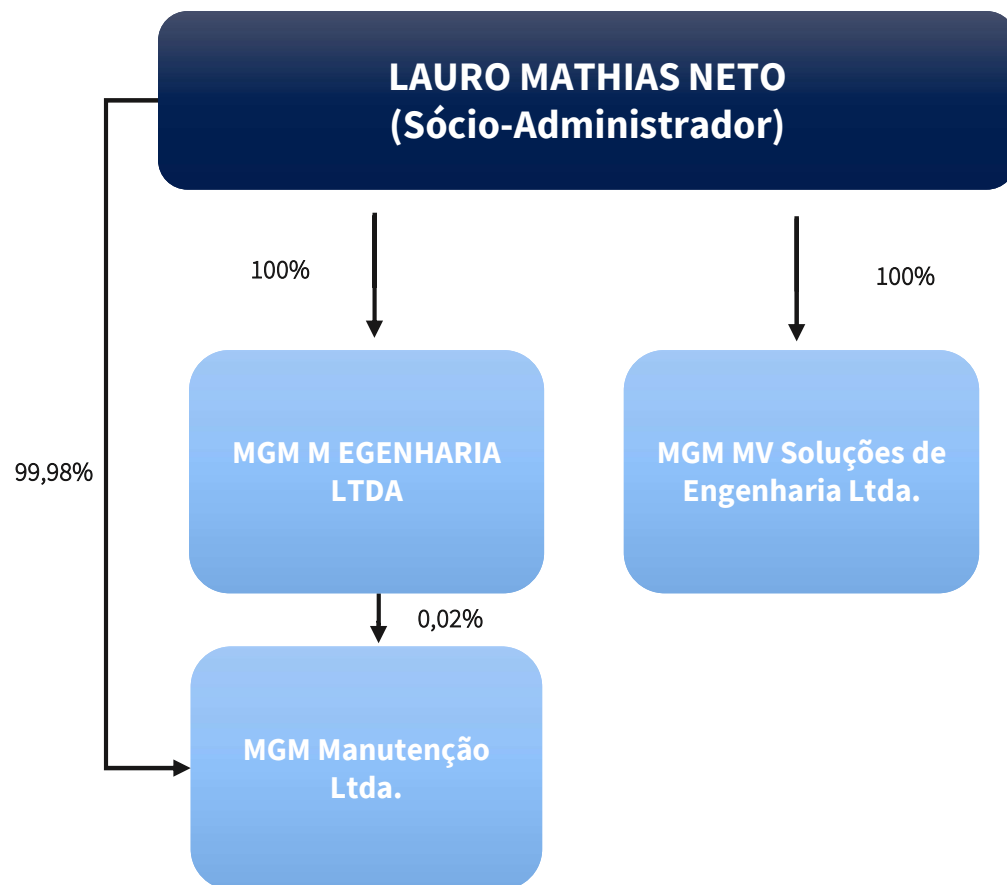 LAURO MATHIAS NETO
(Sócio-Administrador)
100%
100%
MGM M EGENHARIA
LTDA
MGM MV Soluções de
Engenharia Ltda.
99,98%
0,02%
MGM Manutenção
Ltda.